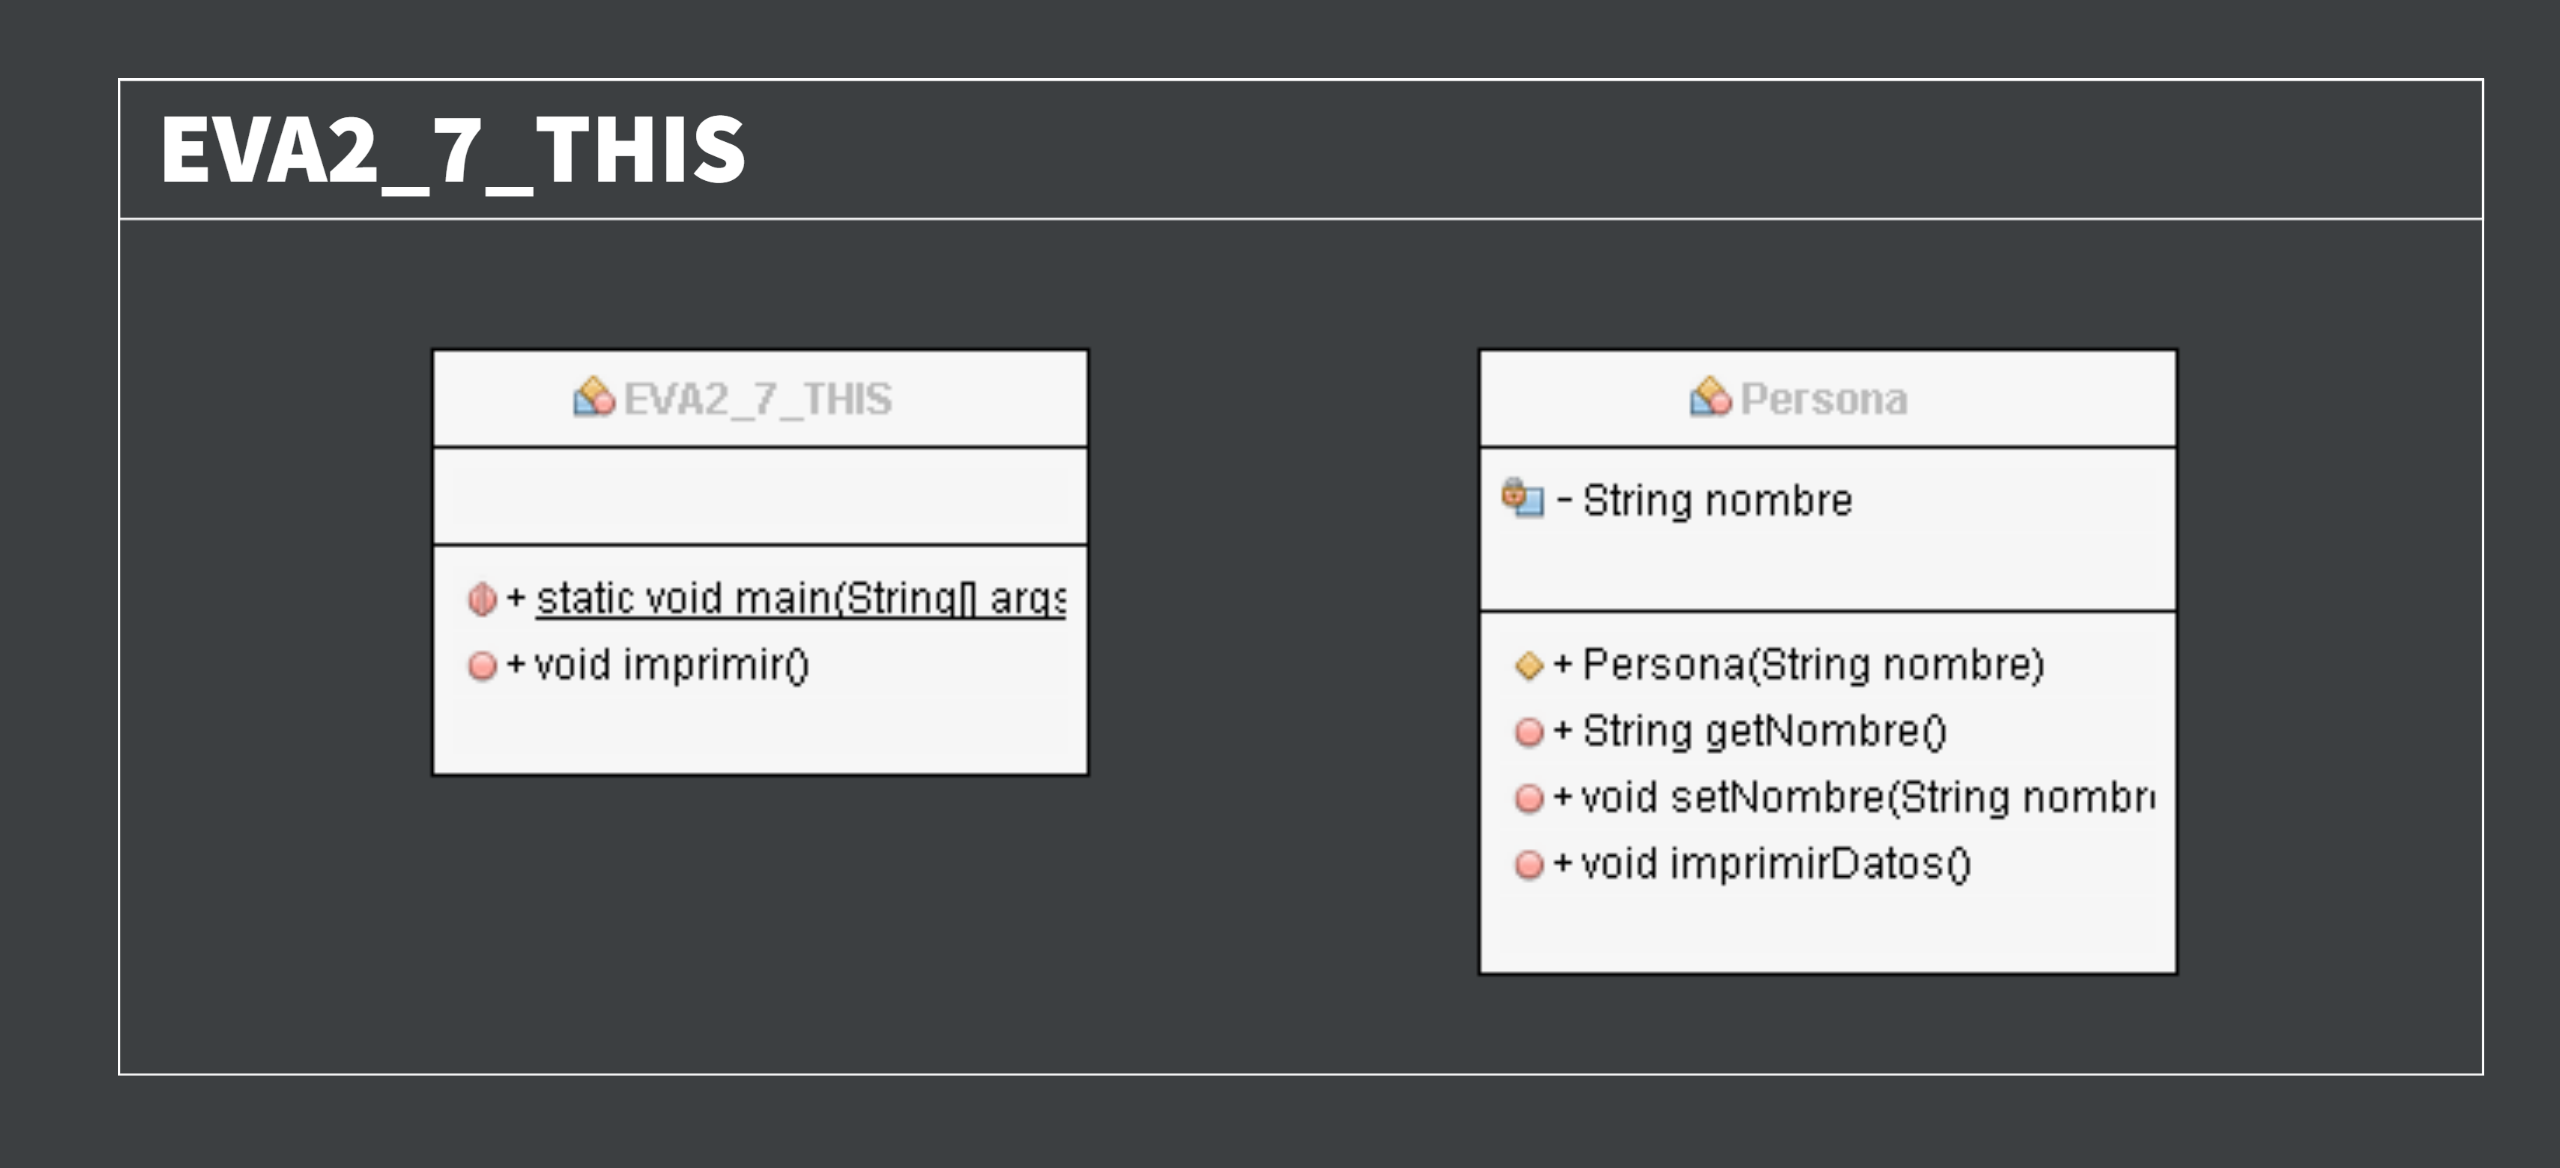 EVA2_7_THIS
EVA2_7_THIS
+ static void main(String[] args
+ void imprimir()
Persona
- String nombre
+ Persona(String nombre)
+ String getNombre()
+ void setNombre(String nombr
+ void imprimirDatos()